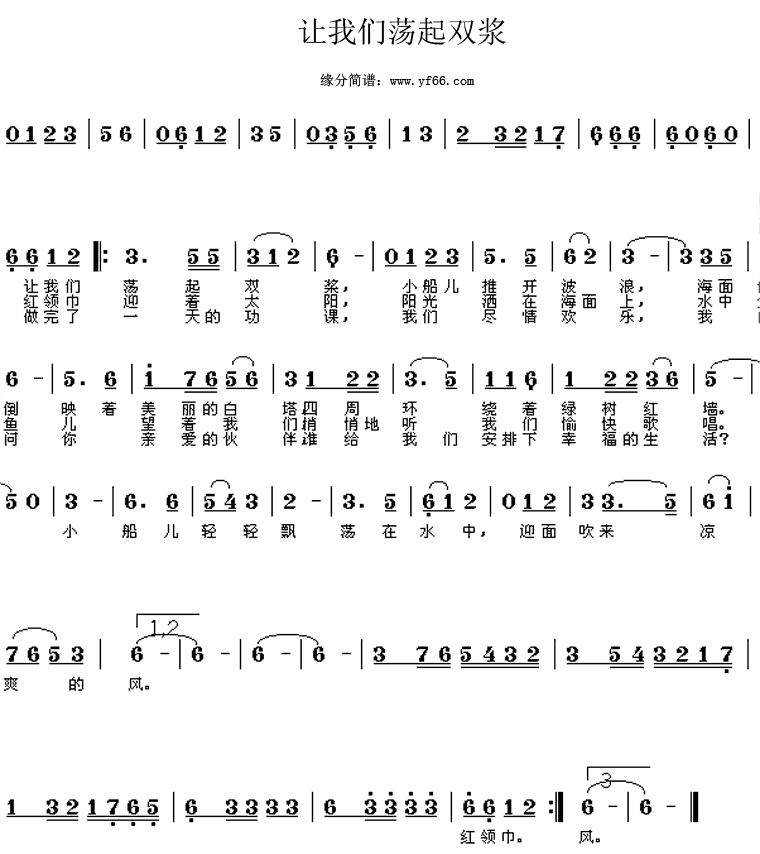 让我们荡起双浆
缘分简谱：www.yf66.com
0123|56|0612|35|0356|13|2 3217|666|6060|
6612‖:3. 55|312|6-|0123|5. 5|62|3-|335|
让我们 荡 起 双 桨， 小船儿 推 开 波 浪， 海面
红领巾 迎 着 太 阳， 阳光 洒 在 海面 上， 水中
做完了 一 天的 功 课， 我们 尽 情 欢 乐， 我
6-|5. 6|1 7656|31 22|3. 5|116|1 2236|5-|
倒 映 着 美 丽的白 塔四 周 环 绕 着 绿 树 红 墙。
鱼 儿 望 着 我 们悄 悄地 听 我 们 愉 快 歌 唱。
问 你 亲 爱的伙 伴谁 给 我 们 安排下 幸 福的生 活？
50|3-|6. 6|543|2-|3. 5|612|012|33. 5|61|
小 船 儿 轻 轻 飘 荡 在 水 中， 迎面 吹来 凉
7653| 6-|6-|6-|6-|3 765432|3 543217|
1,2
爽 的 风。
1 321765|6 3333|6 3333|6612:‖6-|6-‖
3
红领巾。 风。